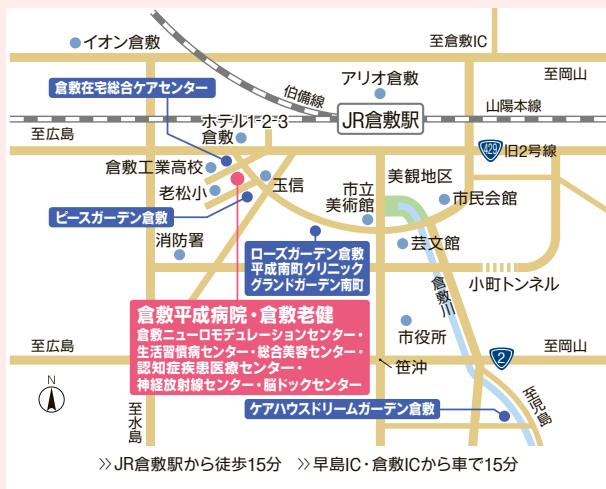 イオン倉敷
至倉敷IC
至岡山
倉敷在宅総合ケアセンター
伯備線
アリオ倉敷
山陽本線
ホテル1-2-3
倉敷
JR倉敷駅
至広島
429
旧2号線
倉敷工業高校
老松小
玉信
美観地区
市立
美術館
市民会館
ピースガーデン倉敷
消防署
ローズガーデン倉敷
平成南町クリニック
グランドガーデン南町
芸文館
倉敷川
小町トンネル
倉敷平成病院・倉敷老健
倉敷ニューロモデュレーションセンター・
生活習慣病センター・総合美容センター・
認知症疾患医療センター・
神経放射線センター・脳ドックセンター
市役所
至広島
笹沖
2
至岡山
N
至水島
ケアハウスドリームガーデン倉敷
至児島
≫JR倉敷駅から徒歩15分 ≫早島IC・倉敷ICから車で15分